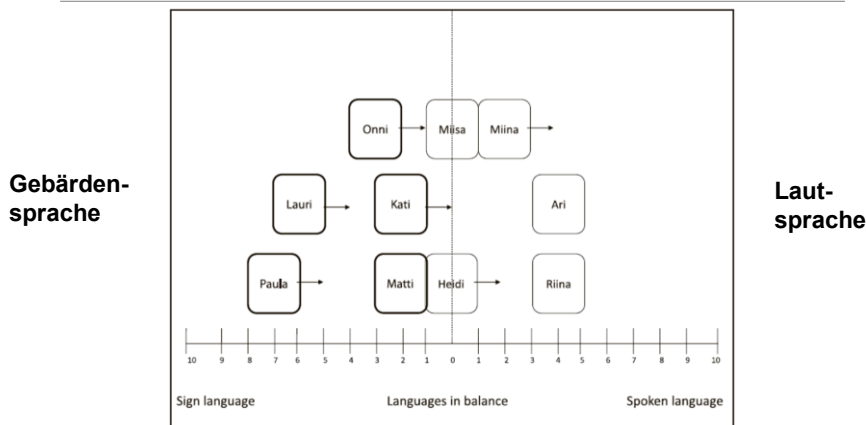 Onni Miisa Miina
Gebärden-
sprache
Lauri Kati Ari
Laut-
sprache
Paula Matti Heidi Riina
10 9 8 7 6 5 4 3 2 1 0 1 2 3 4 5 6 7 8 9 10
Sign language Languages in balance Spoken language